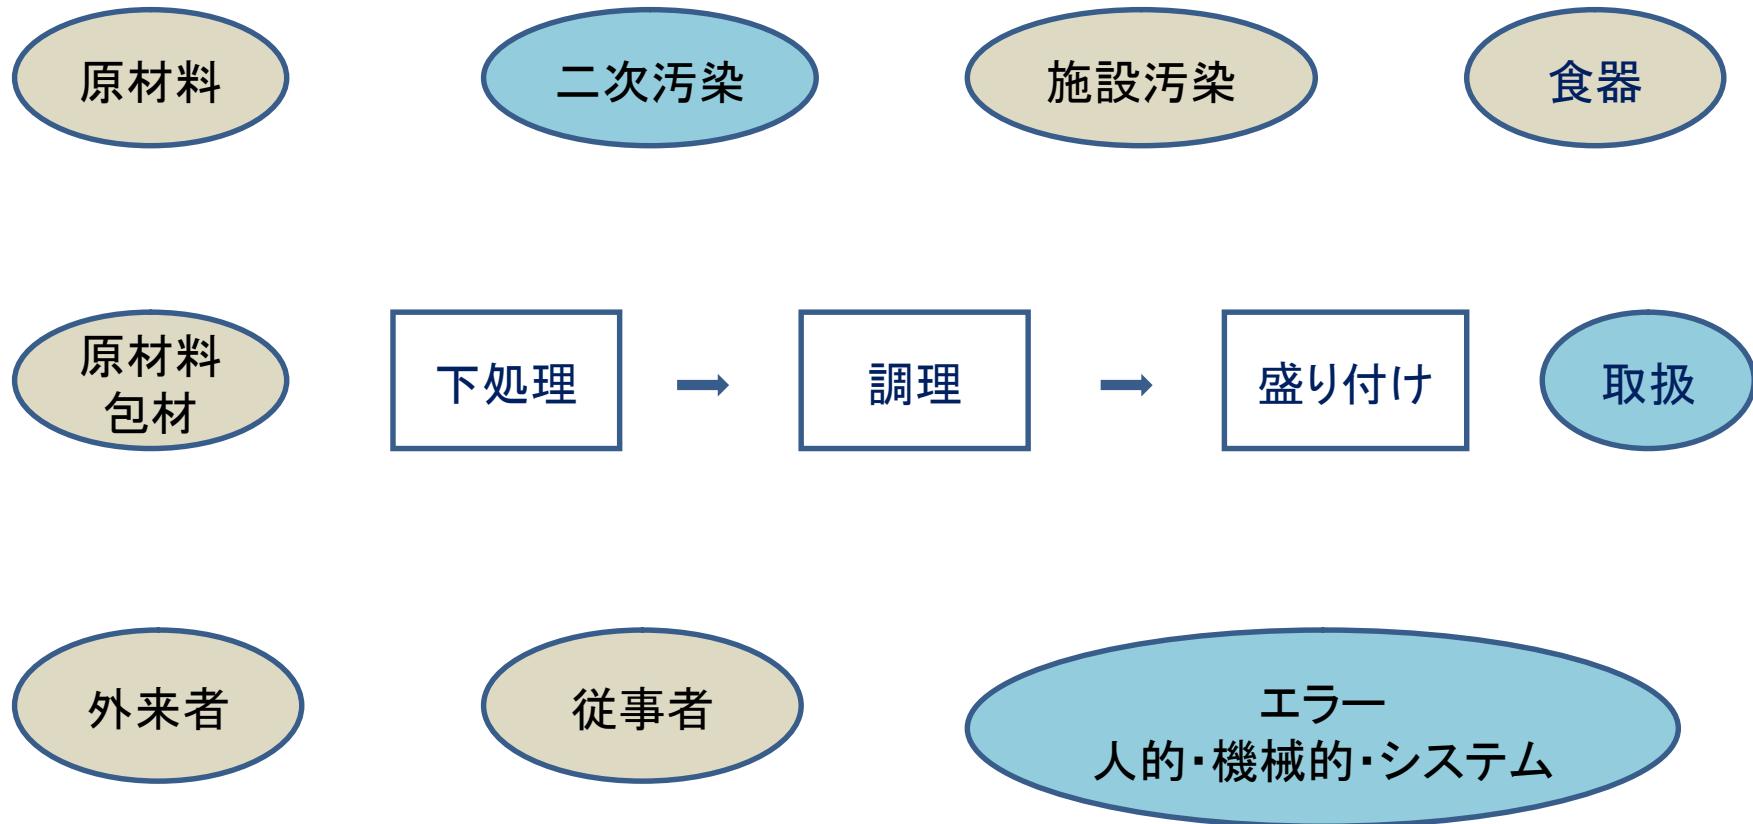 原材料
二次汚染
施設汚染
食器
原材料
包材
下処理
調理
盛り付け
取扱
外来者
従事者
エラー
人的・機械的・システム